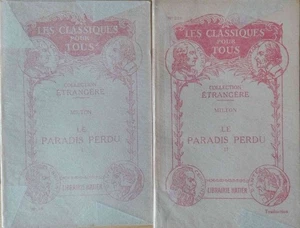 LES CLASSIQUES
POUR
TOUS
COLLECTION
ÉTRANGÈRE
MILTON
LE
PARADIS PERDU
LIBRAIRIE HATIER
LES CLASSIQUES
POUR
TOUS
COLLECTION
ÉTRANGÈRE
MILTON
LE
PARADIS PERDU
LIBRAIRIE HATIER
Traduction